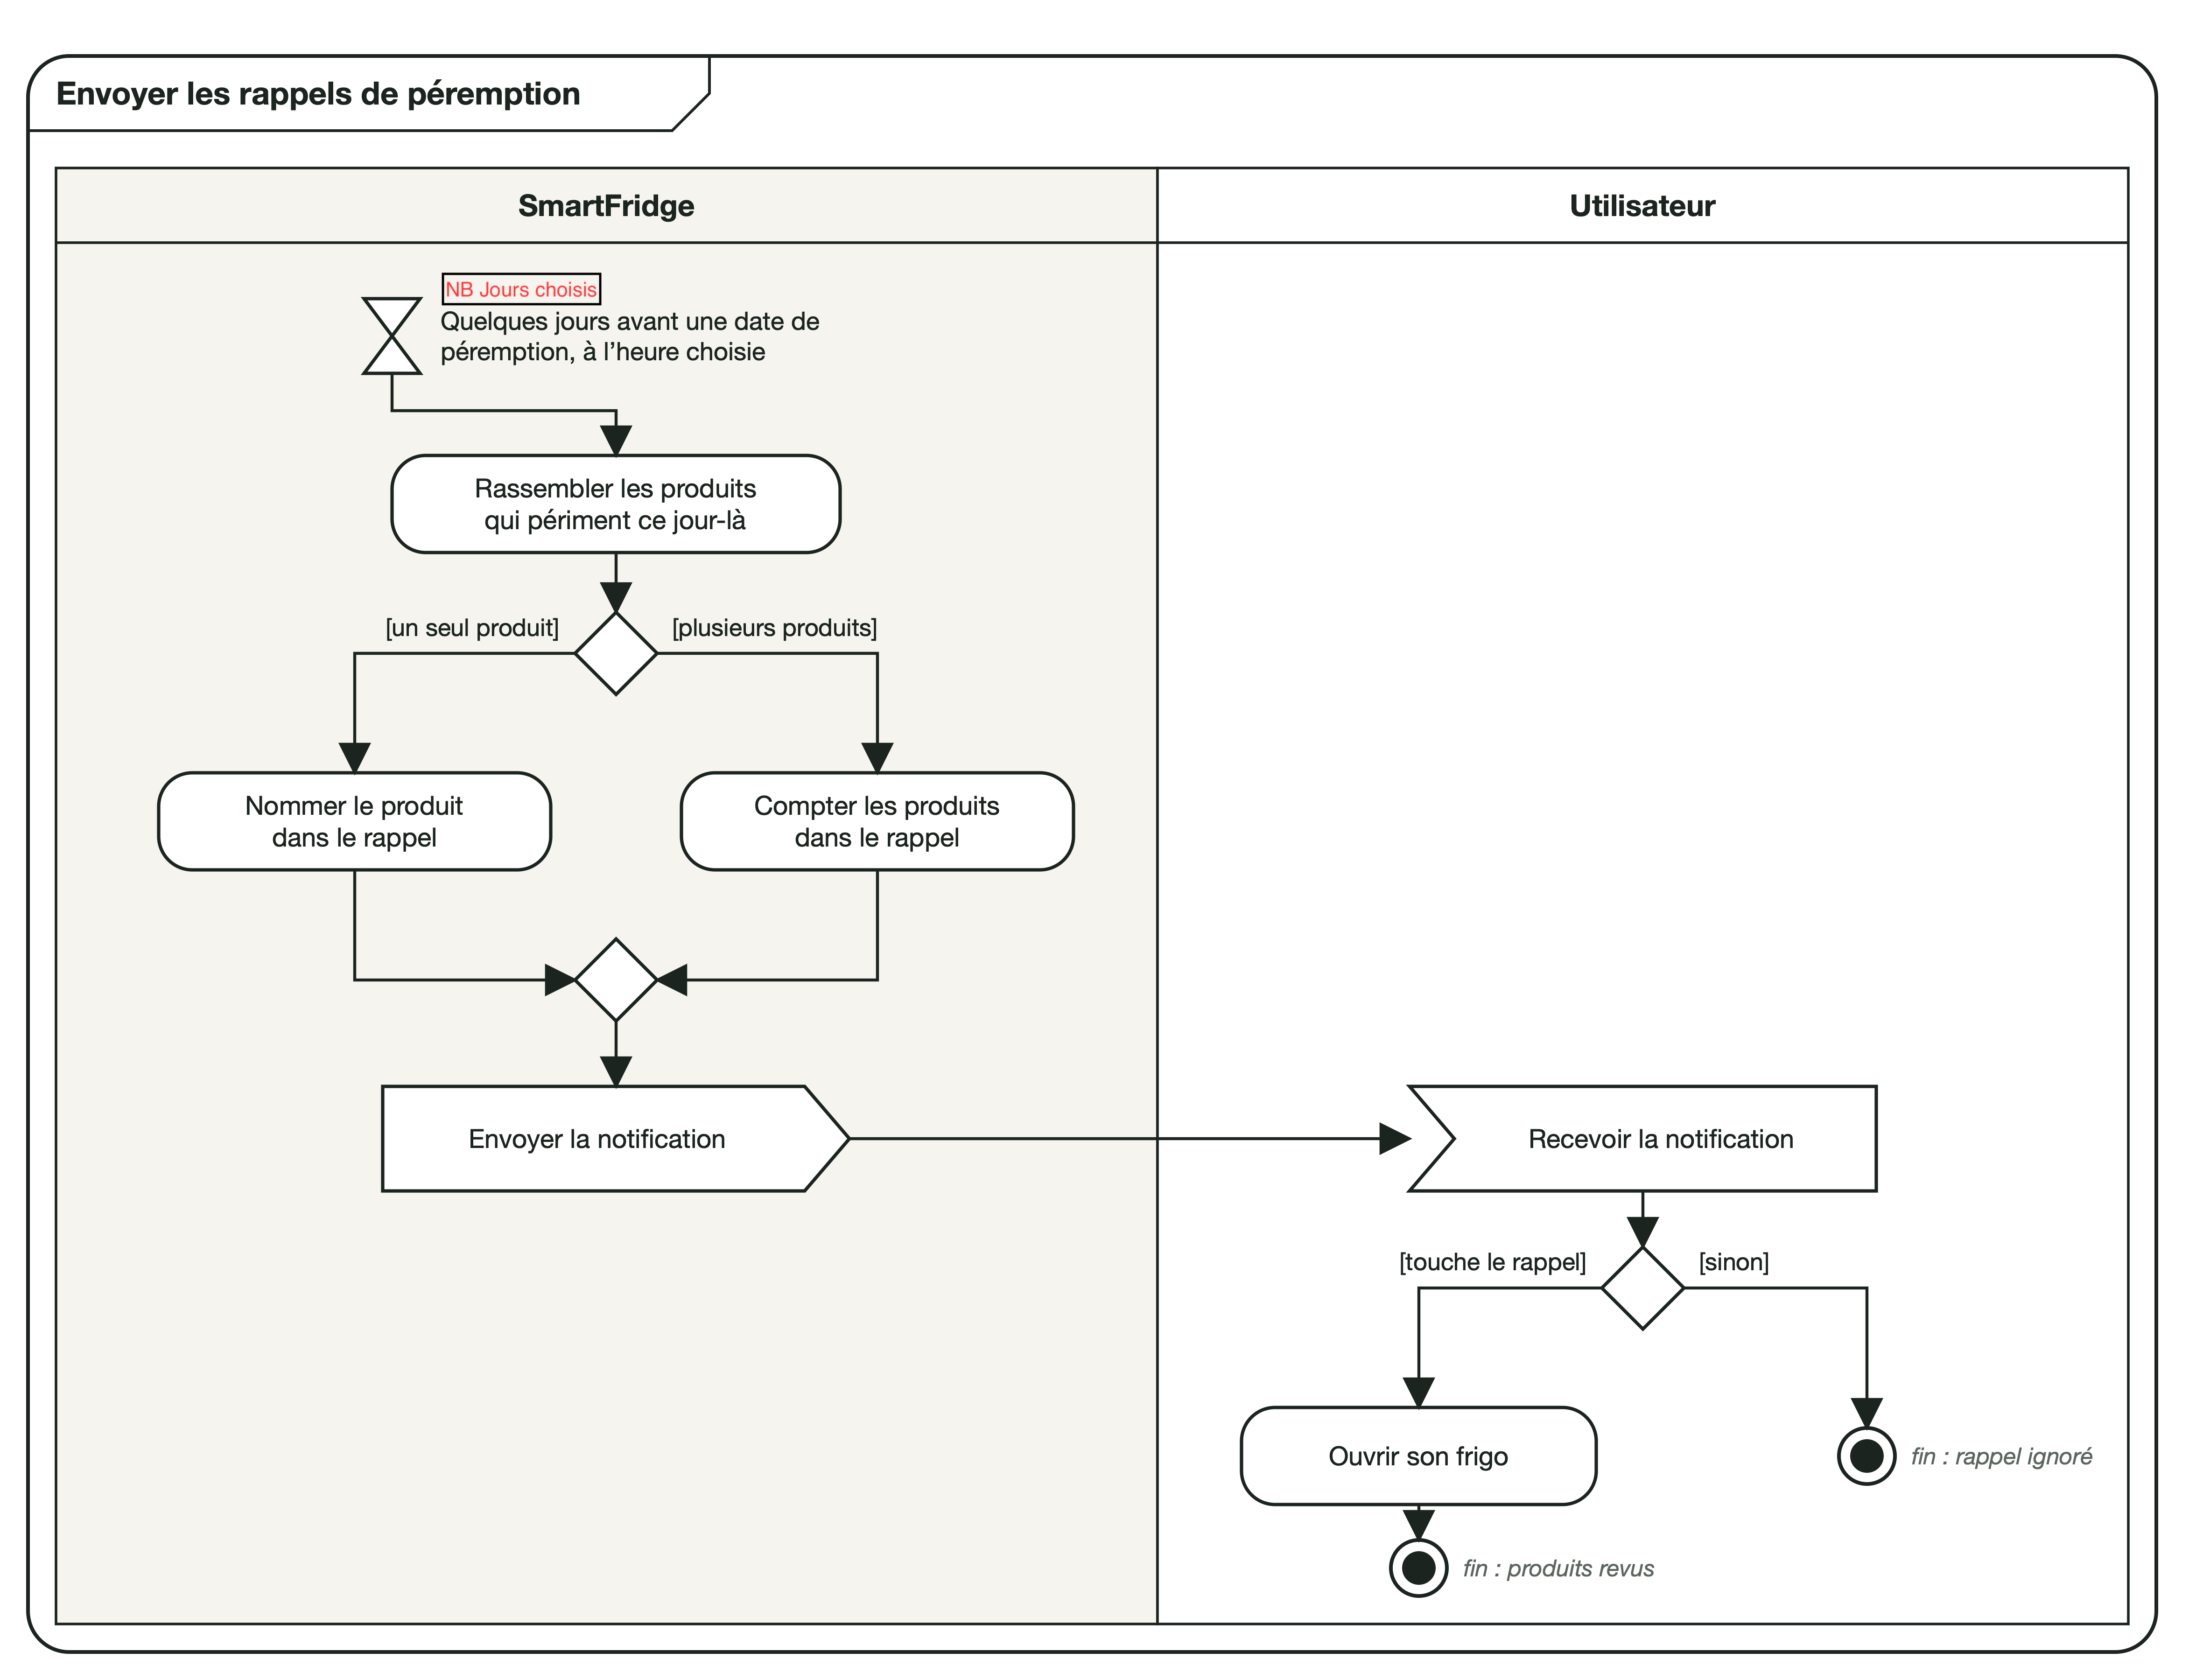 Envoyer les rappels de péremption
SmartFridge
Utilisateur
NB Jours choisis
Quelques jours avant une date de
péremption, à l’heure choisie
Rassembler les produits
qui périment ce jour-là
[un seul produit]
[plusieurs produits]
Nommer le produit
dans le rappel
Compter les produits
dans le rappel
Envoyer la notification
Recevoir la notification
[touche le rappel]
[sinon]
Ouvrir son frigo
fin : rappel ignoré
fin : produits revus